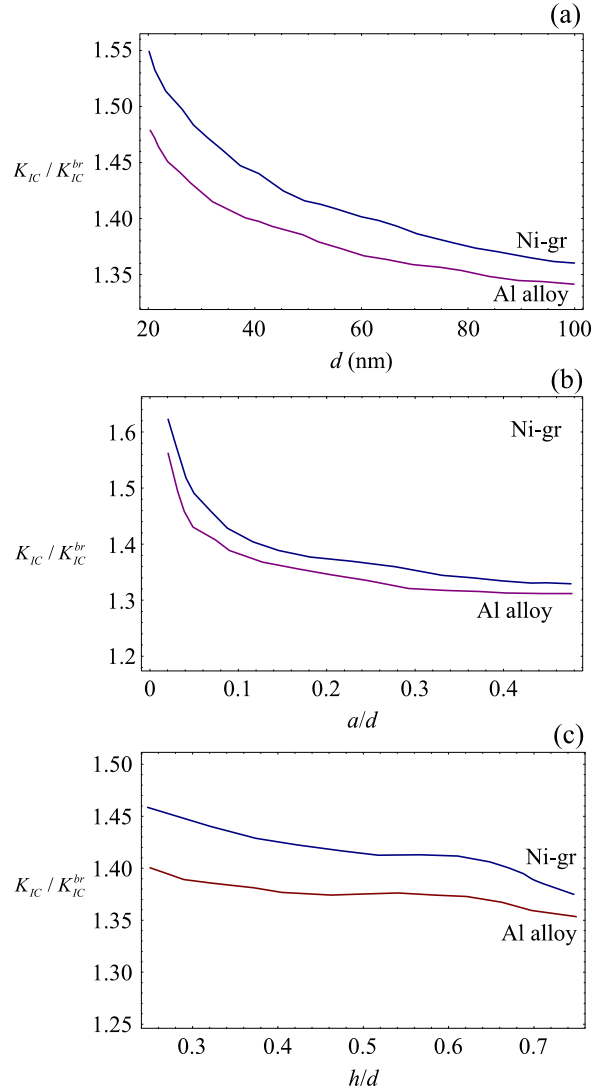 (a)
1.55
1.50
K_IC / K_IC^br
1.45
1.40
Ni-gr
1.35
Al alloy
20 40 60 80 100
d (nm)
(b)
1.6
Ni-gr
1.5
K_IC / K_IC^br
1.4
1.3
Al alloy
1.2
0 0.1 0.2 0.3 0.4
a/d
(c)
1.50
1.45
Ni-gr
1.40
K_IC / K_IC^br
1.35
Al alloy
1.30
1.25
0.3 0.4 0.5 0.6 0.7
h/d